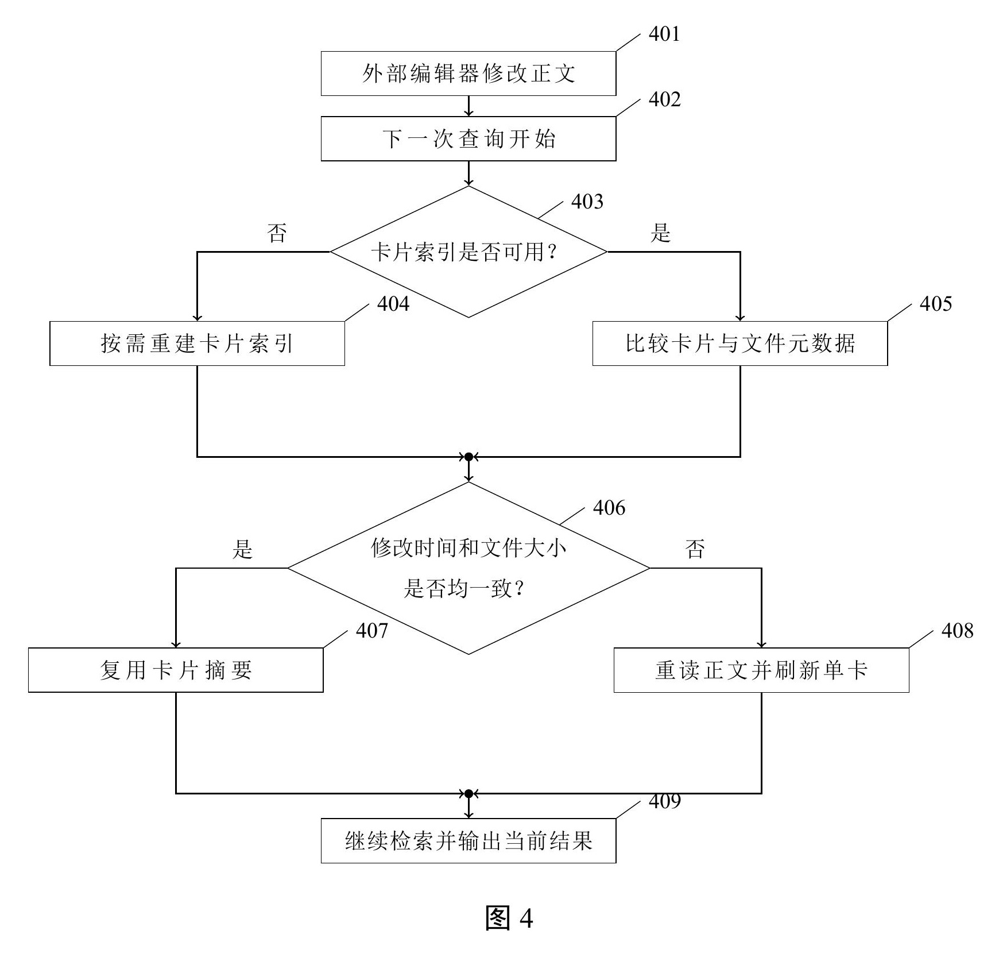 401
外部编辑器修改正文
402
下一次查询开始
403
否
是
卡片索引是否可用？
404
405
按需重建卡片索引
比较卡片与文件元数据
406
修改时间和文件大小
是
否
是否均一致？
407
408
复用卡片摘要
重读正文并刷新单卡
409
继续检索并输出当前结果
图 4